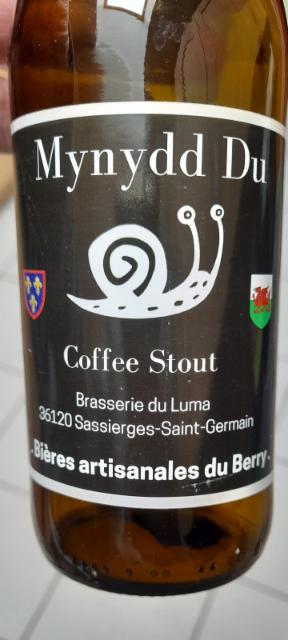 Mynydd Du
Coffee Stout
Brasserie du Luma
36120 Sassierges-Saint-Germain
Bières artisanales du Berry